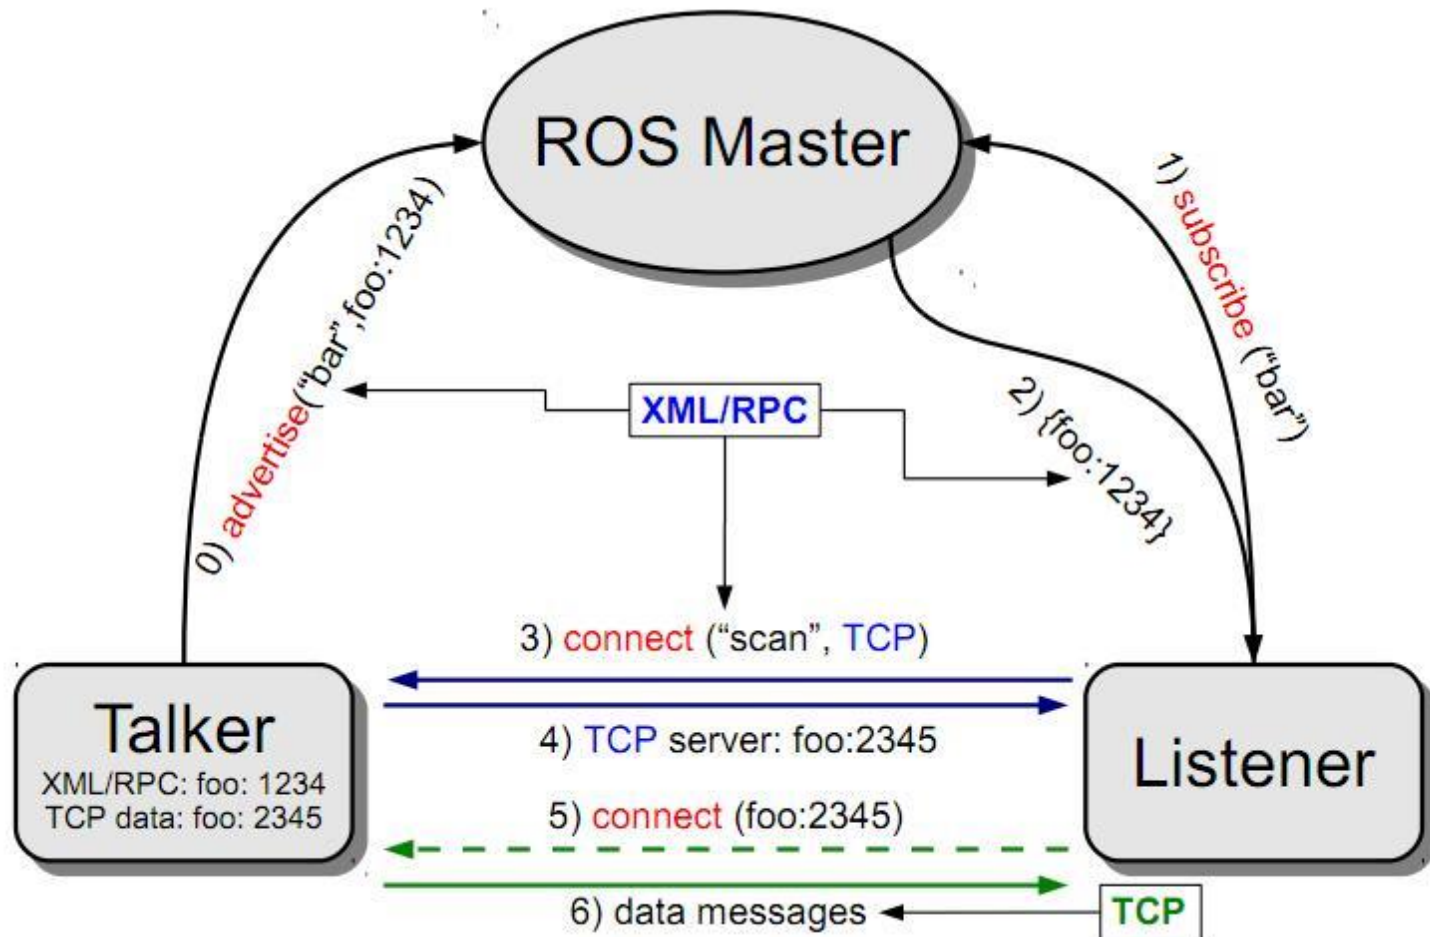 ROS Master
0) advertise(“bar”,foo:1234)
1) subscribe (“bar”)
XML/RPC
2) {foo:1234}
3) connect (“scan”, TCP)
4) TCP server: foo:2345
Talker
XML/RPC: foo: 1234
TCP data: foo: 2345
Listener
5) connect (foo:2345)
6) data messages
TCP